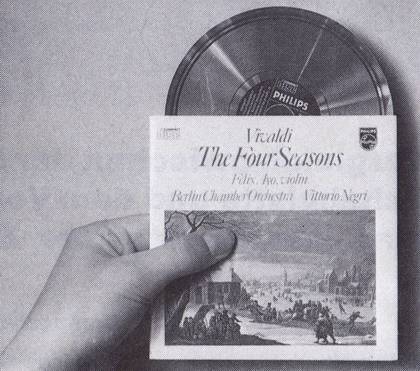 PHILIPS
PHILIPS
Vivaldi
The Four Seasons
Felix Ayo, violin
Berlin Chamber Orchestra Vittorio Negri